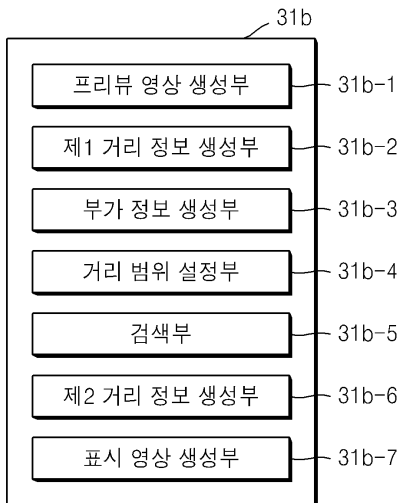 31b
프리뷰 영상 생성부 31b-1
제1 거리 정보 생성부 31b-2
부가 정보 생성부 31b-3
거리 범위 설정부 31b-4
검색부 31b-5
제2 거리 정보 생성부 31b-6
표시 영상 생성부 31b-7